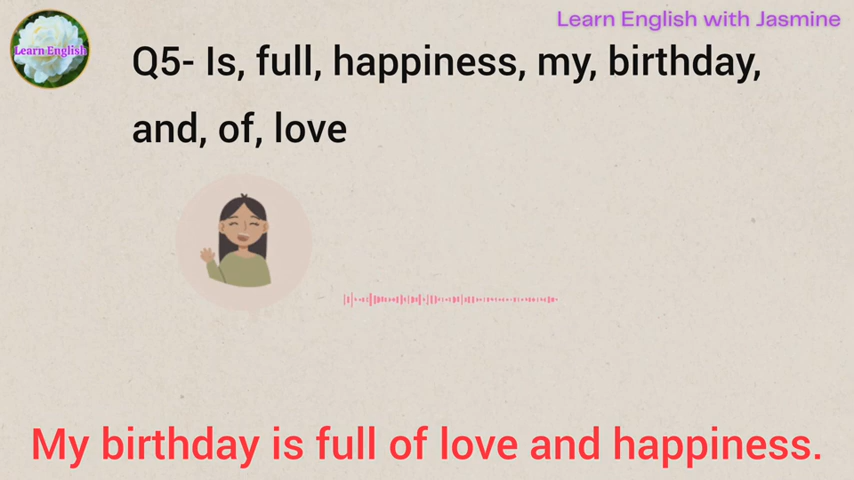 Learn English with Jasmine
Learn English
Q5- Is, full, happiness, my, birthday,
and, of, love
My birthday is full of love and happiness.